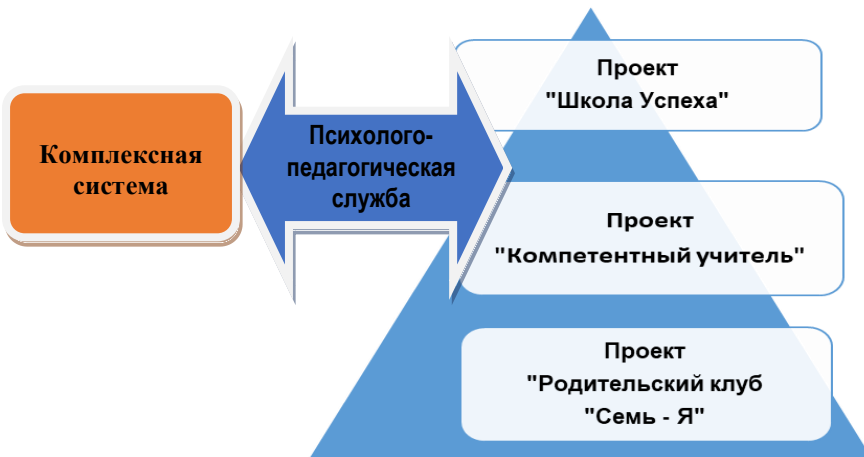 Комплексная
система
Психолого-
педагогическая
служба
Проект
"Школа Успеха"
Проект
"Компетентный учитель"
Проект
"Родительский клуб
"Семь - Я"